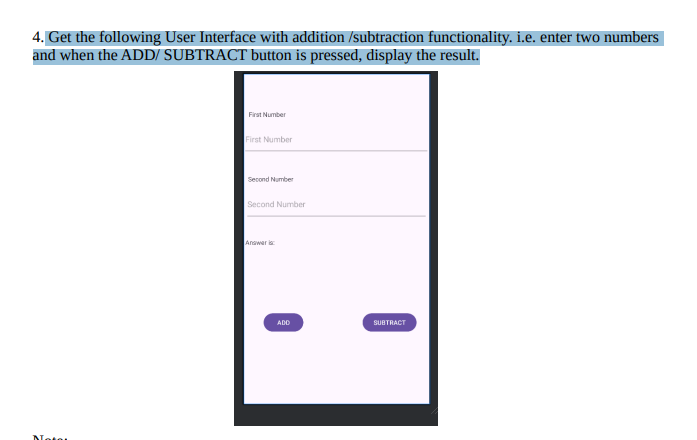 4. Get the following User Interface with addition /subtraction functionality. i.e. enter two numbers
and when the ADD/ SUBTRACT button is pressed, display the result.
First Number
First Number
Second Number
Second Number
Answer is:
ADD SUBTRACT
Note: